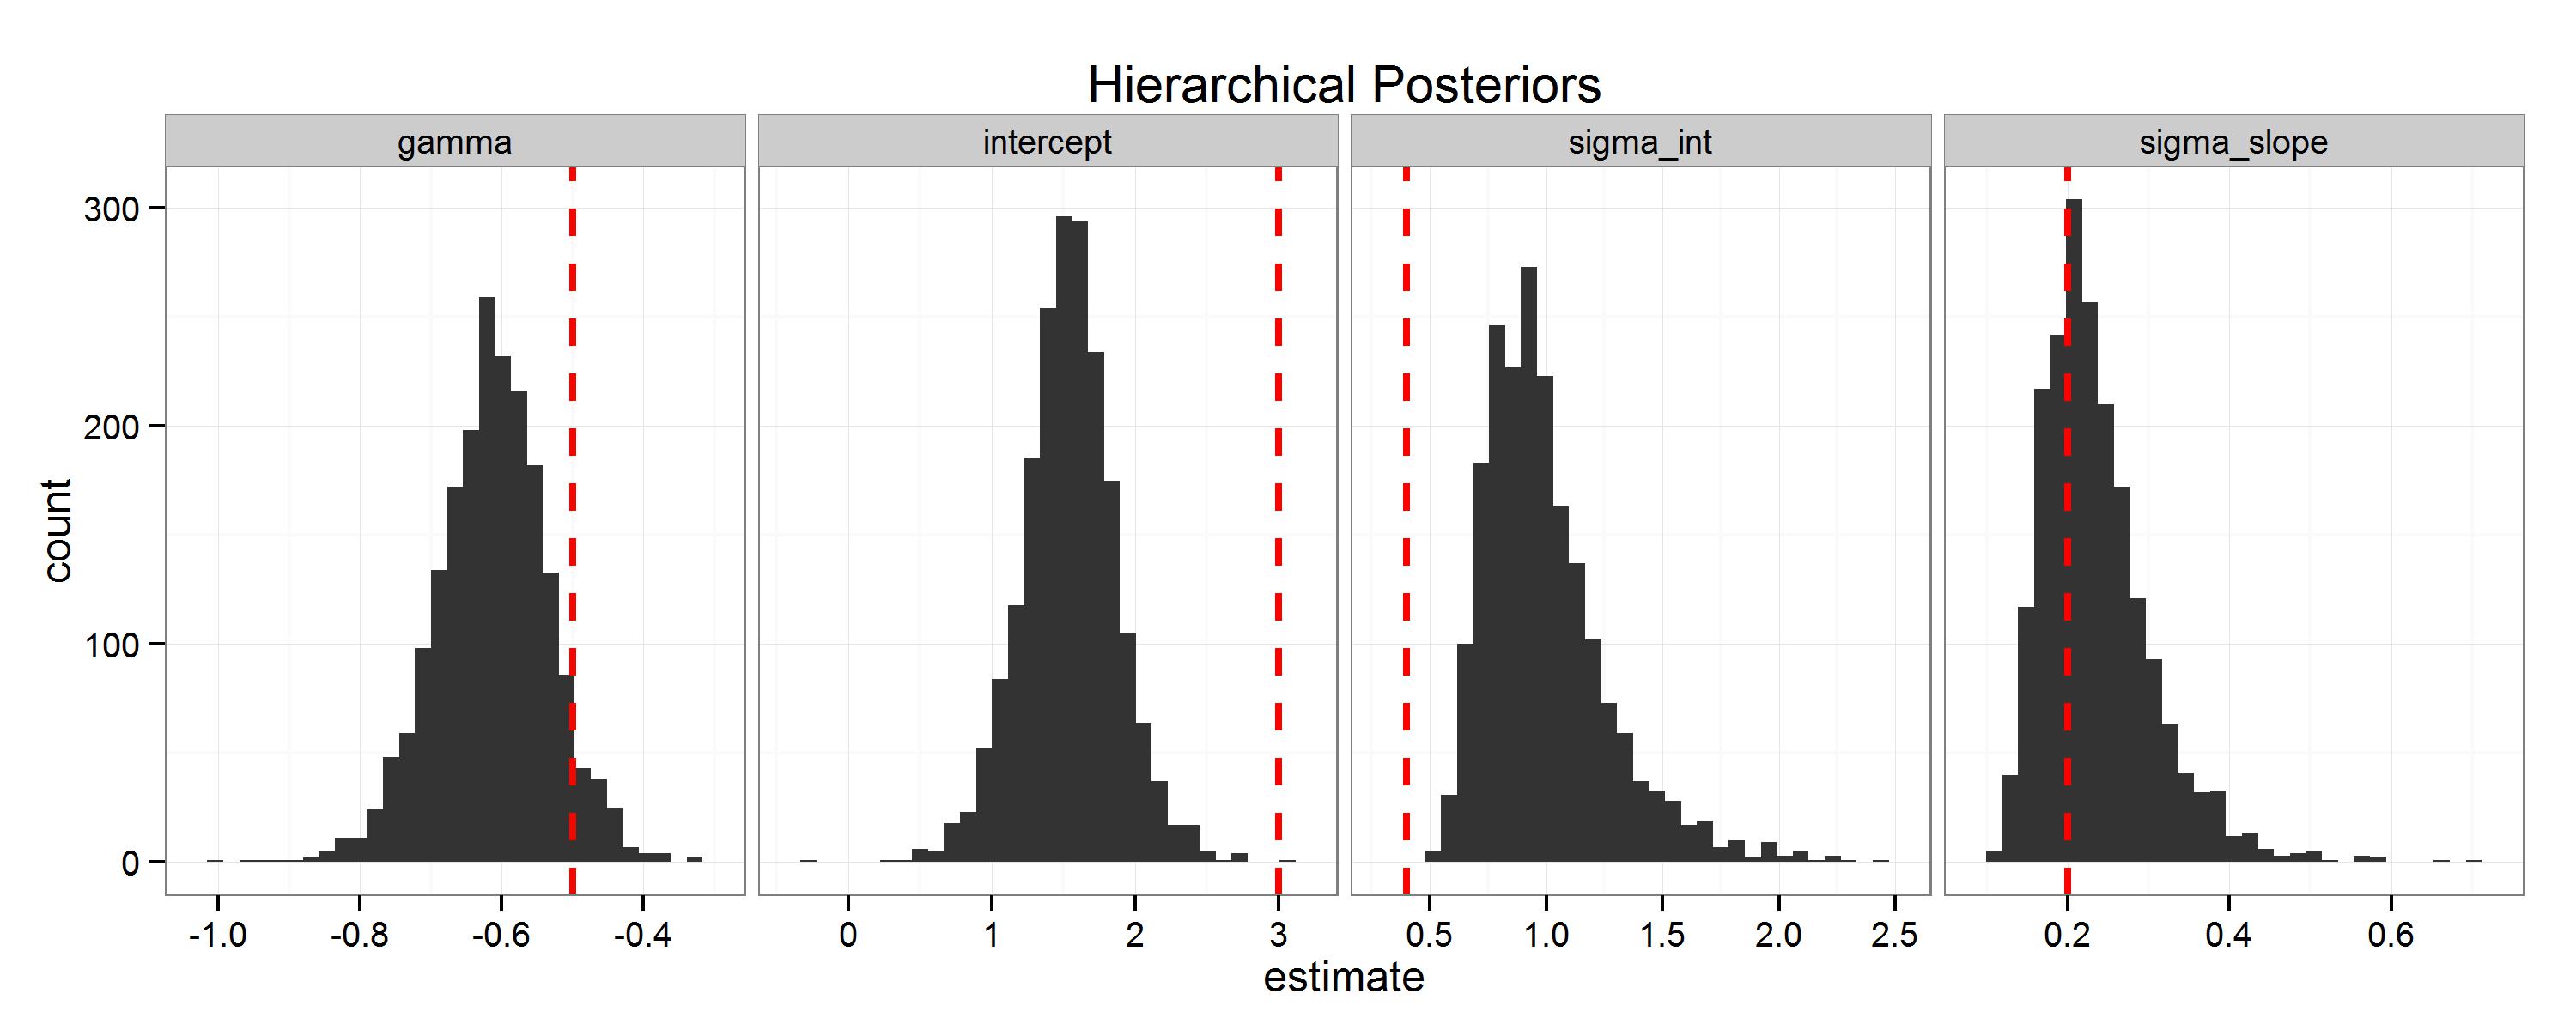 Hierarchical Posteriors
gamma intercept sigma_int sigma_slope
300
200
100
0
count
-1.0 -0.8 -0.6 -0.4 0 1 2 3 0.5 1.0 1.5 2.0 2.5 0.2 0.4 0.6
estimate